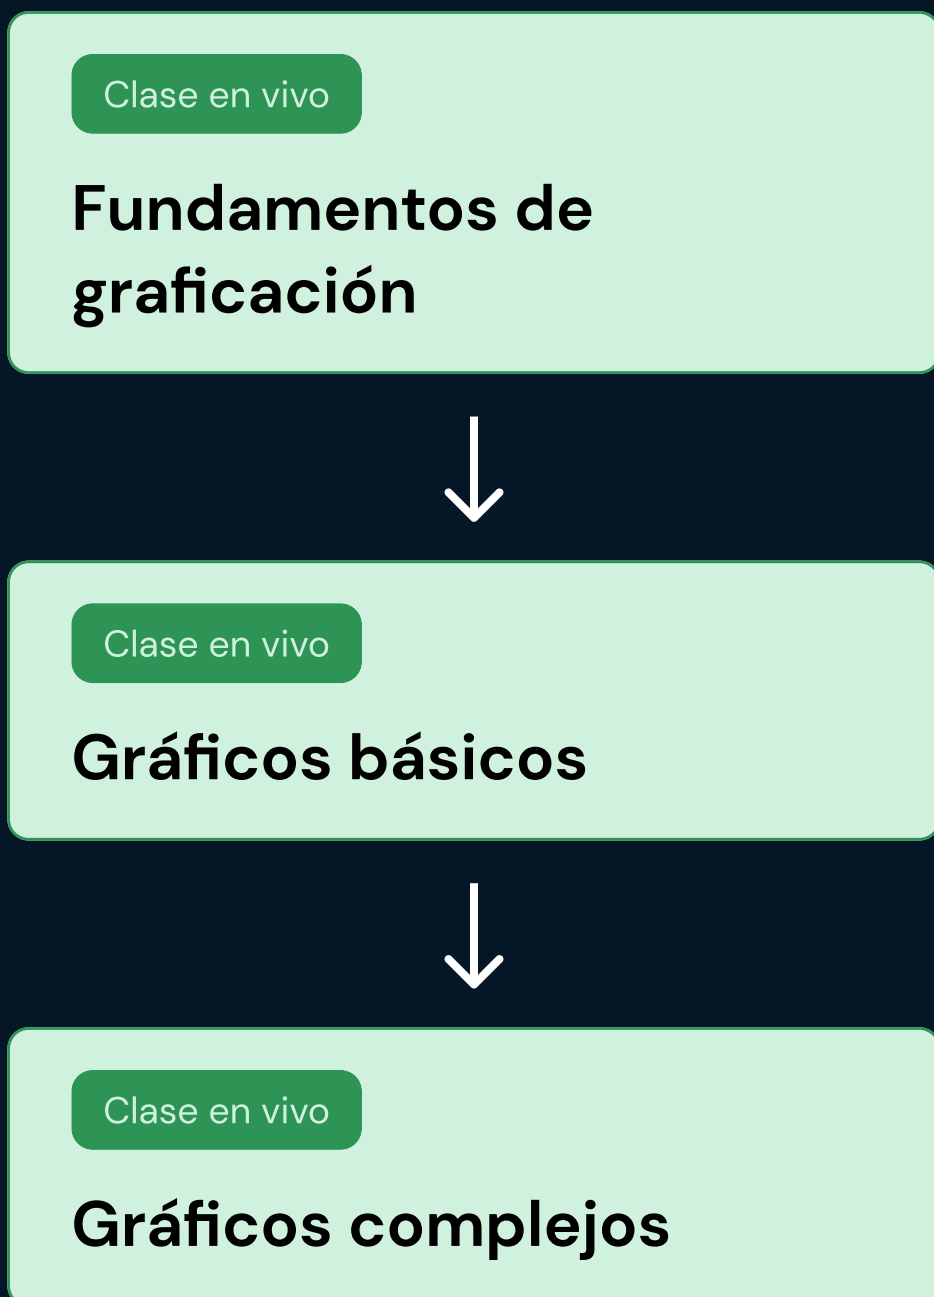 Clase en vivo
Fundamentos de
graficación
Clase en vivo
Gráficos básicos
Clase en vivo
Gráficos complejos